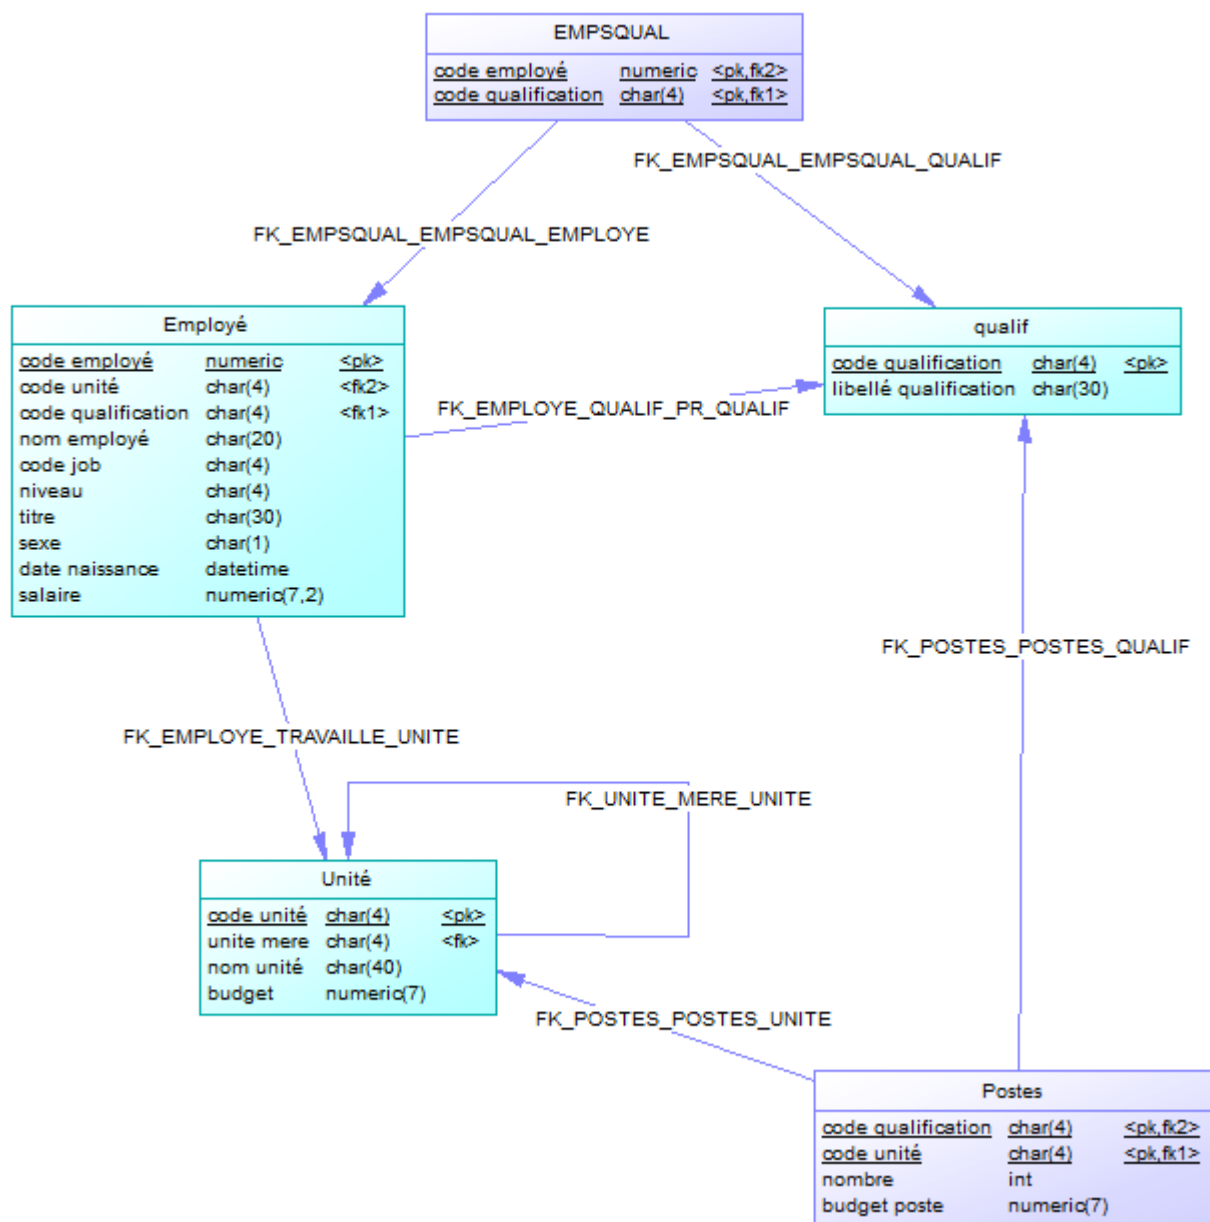 EMPSQUAL
code employé numeric <pk,fk2>
code qualification char(4) <pk,fk1>
FK_EMPSQUAL_EMPSQUAL_QUALIF
FK_EMPSQUAL_EMPSQUAL_EMPLOYE
Employé
code employé numeric <pk>
code unité char(4) <fk2>
code qualification char(4) <fk1>
nom employé char(20)
code job char(4)
niveau char(4)
titre char(30)
sexe char(1)
date naissance datetime
salaire numeric(7,2)
qualif
code qualification char(4) <pk>
libellé qualification char(30)
FK_EMPLOYE_QUALIF_PR_QUALIF
FK_POSTES_POSTES_QUALIF
FK_EMPLOYE_TRAVAILLE_UNITE
FK_UNITE_MERE_UNITE
Unité
code unité char(4) <pk>
unite mere char(4) <fk>
nom unité char(40)
budget numeric(7)
FK_POSTES_POSTES_UNITE
Postes
code qualification char(4) <pk,fk2>
code unité char(4) <pk,fk1>
nombre int
budget poste numeric(7)